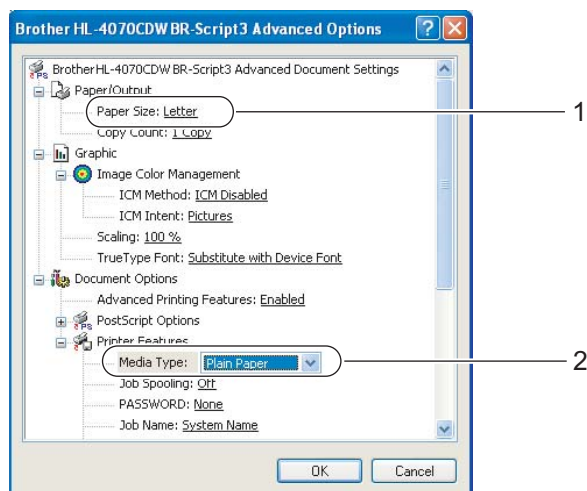 Brother HL-4070CDW BR-Script3 Advanced Options
Brother HL-4070CDW BR-Script3 Advanced Document Settings
Paper/Output
Paper Size: Letter
1
Copy Count: 1 Copy
Graphic
Image Color Management
ICM Method: ICM Disabled
ICM Intent: Pictures
Scaling: 100 %
TrueType Font: Substitute with Device Font
Document Options
Advanced Printing Features: Enabled
PostScript Options
Printer Features
Media Type: Plain Paper
2
Job Spooling: Off
PASSWORD: None
Job Name: System Name
OK
Cancel